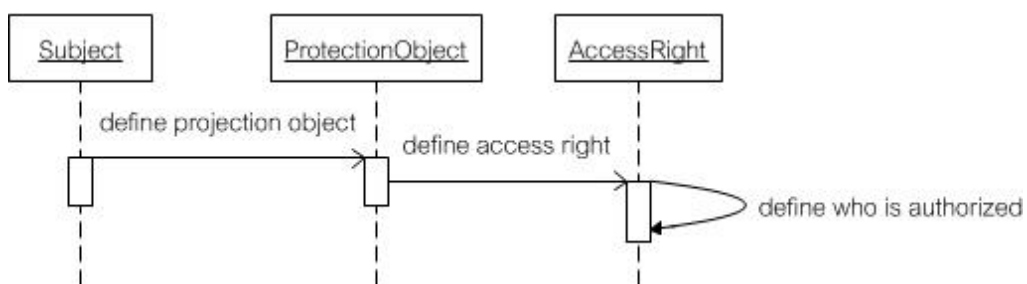 Subject
ProtectionObject
AccessRight
define projection object
define access right
define who is authorized